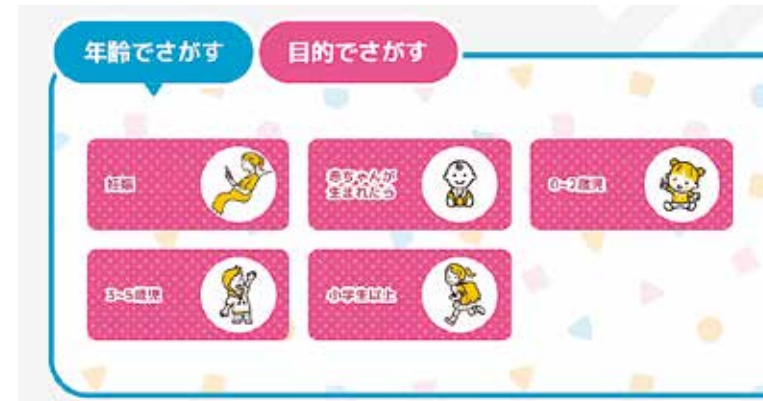 年齢でさがす
目的でさがす
妊娠
赤ちゃんが
生まれたら
0~2歳児
3~5歳児
小学生以上